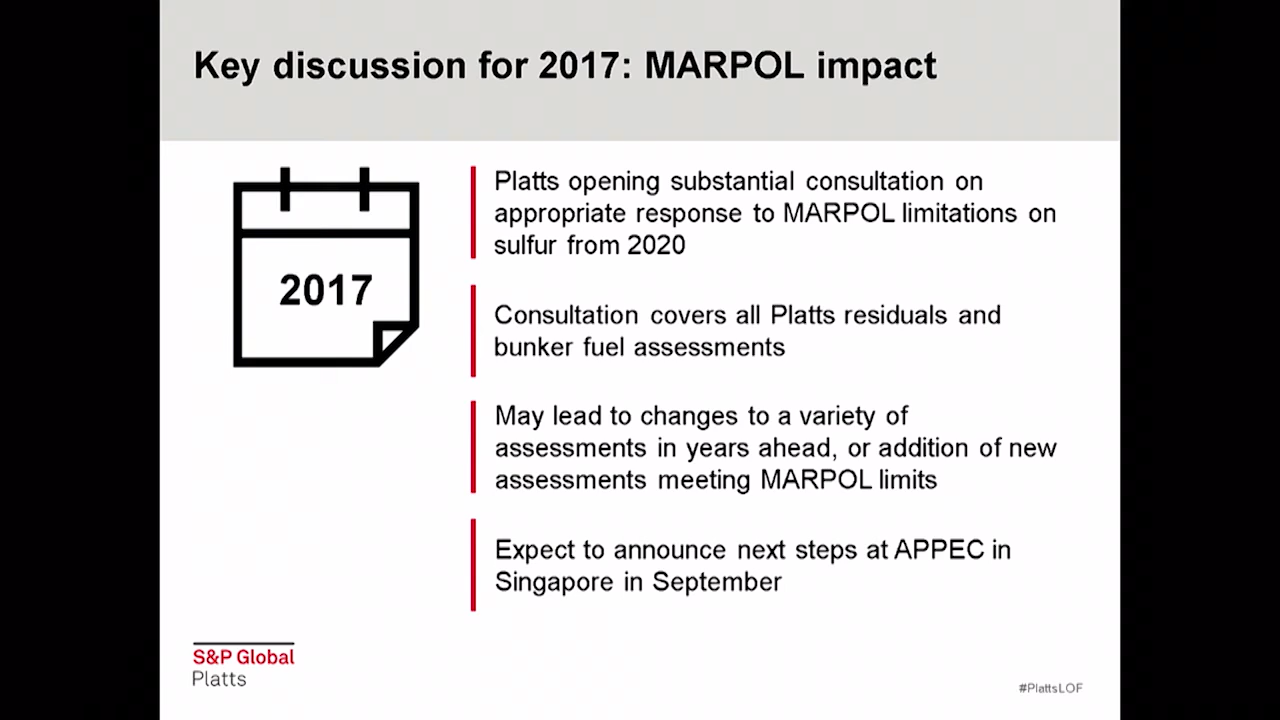 Key discussion for 2017: MARPOL impact
2017
Platts opening substantial consultation on
appropriate response to MARPOL limitations on
sulfur from 2020
Consultation covers all Platts residuals and
bunker fuel assessments
May lead to changes to a variety of
assessments in years ahead, or addition of new
assessments meeting MARPOL limits
Expect to announce next steps at APPEC in
Singapore in September
S&P Global
Platts
#PlattsLOF